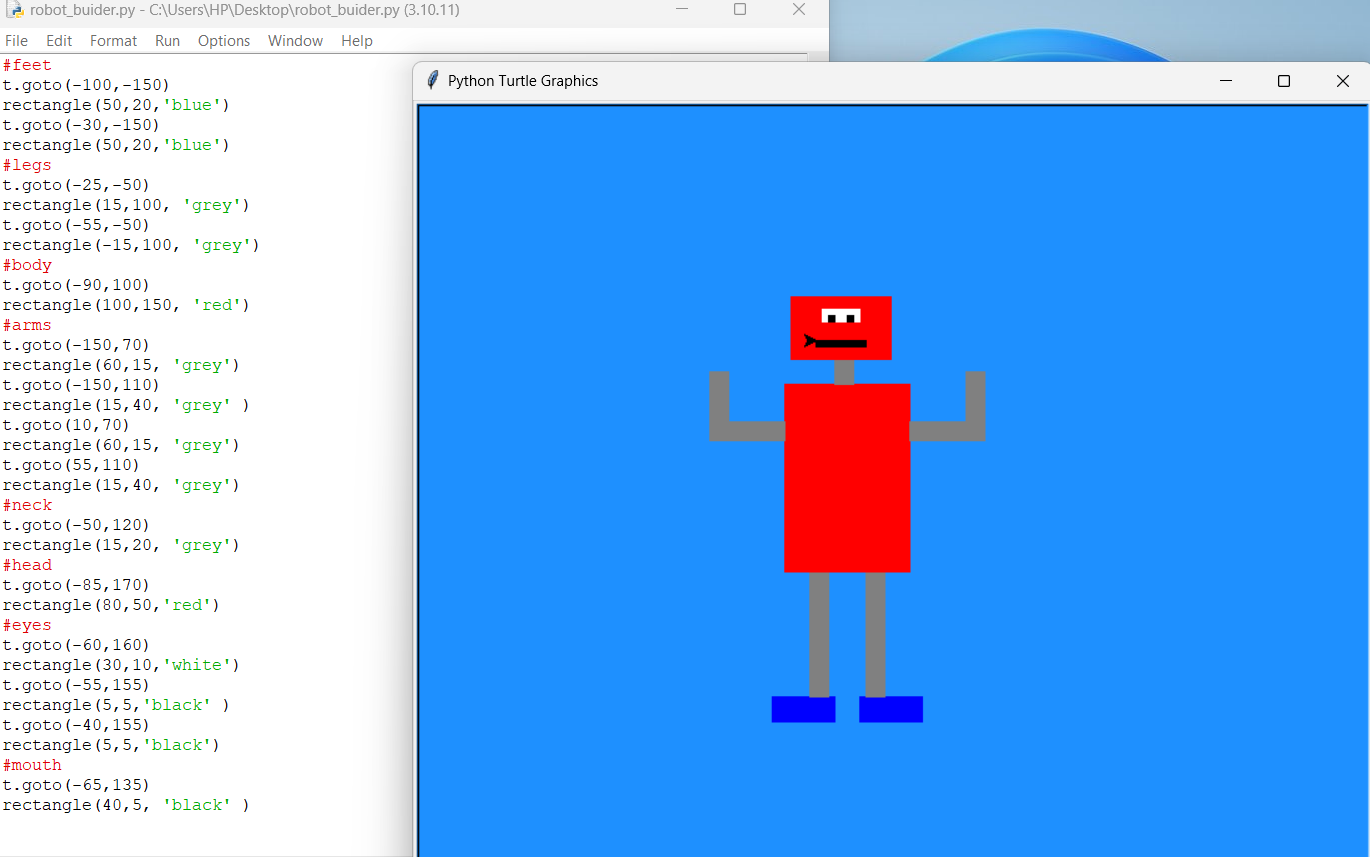 robot_buider.py - C:\Users\HP\Desktop\robot_buider.py (3.10.11)
File Edit Format Run Options Window Help
#feet
t.goto(-100,-150)
rectangle(50,20,'blue')
t.goto(-30,-150)
rectangle(50,20,'blue')
#legs
t.goto(-25,-50)
rectangle(15,100, 'grey')
t.goto(-55,-50)
rectangle(-15,100, 'grey')
#body
t.goto(-90,100)
rectangle(100,150, 'red')
#arms
t.goto(-150,70)
rectangle(60,15, 'grey')
t.goto(-150,110)
rectangle(15,40, 'grey' )
t.goto(10,70)
rectangle(60,15, 'grey')
t.goto(55,110)
rectangle(15,40, 'grey')
#neck
t.goto(-50,120)
rectangle(15,20, 'grey')
#head
t.goto(-85,170)
rectangle(80,50,'red')
#eyes
t.goto(-60,160)
rectangle(30,10,'white')
t.goto(-55,155)
rectangle(5,5,'black' )
t.goto(-40,155)
rectangle(5,5,'black')
#mouth
t.goto(-65,135)
rectangle(40,5, 'black' )
Python Turtle Graphics